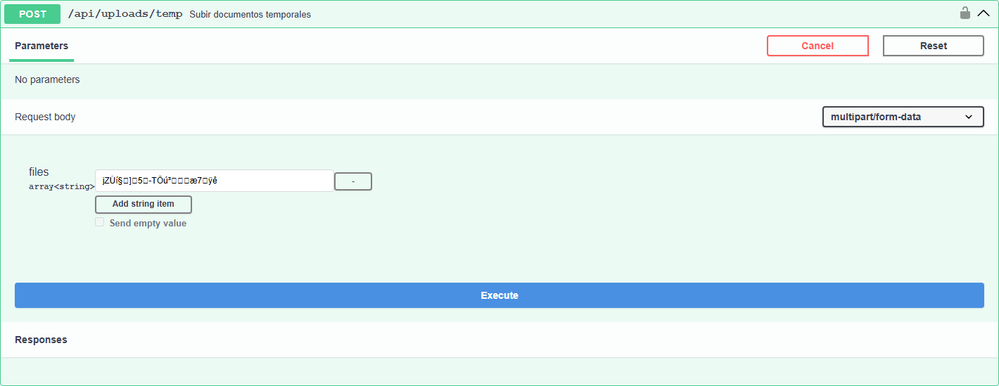 POST /api/uploads/temp Subir documentos temporales
Parameters
Cancel
Reset
No parameters
Request body
multipart/form-data
files
array<string>
jZÙí§□]□5□-TÕú³□□□æ7□ÿê
-
Add string item
Send empty value
Execute
Responses